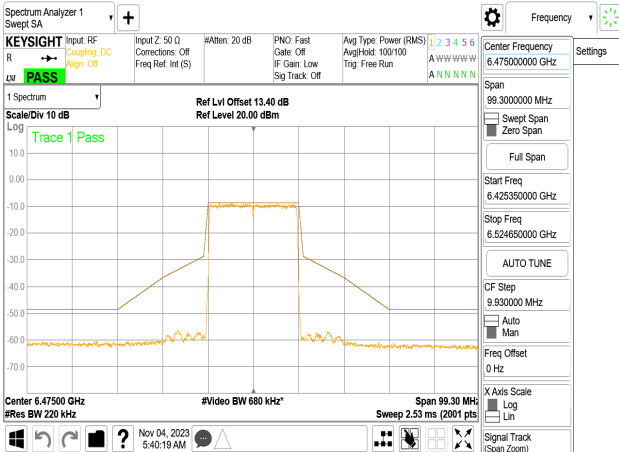 Spectrum Analyzer 1
Swept SA
Frequency
Settings
KEYSIGHT
R
LXI
PASS
Input: RF
Coupling: DC
Align: Off
Input Z: 50 Ω
Corrections: Off
Freq Ref: Int (S)
#Atten: 20 dB
PNO: Fast
Gate: Off
IF Gain: Low
Sig Track: Off
Avg Type: Power (RMS)
Avg|Hold: 100/100
Trig: Free Run
1 2 3 4 5 6
A W W W W W
A N N N N N
1 Spectrum
Scale/Div 10 dB
Ref Lvl Offset 13.40 dB
Ref Level 20.00 dBm
Log
Trace 1 Pass
10.0
0.00
-10.0
-20.0
-30.0
-40.0
-50.0
-60.0
-70.0
Center 6.47500 GHz
#Res BW 220 kHz
#Video BW 680 kHz*
Span 99.30 MHz
Sweep 2.53 ms (2001 pts
Nov 04, 2023
5:40:19 AM
?
Center Frequency
6.475000000 GHz
Span
99.3000000 MHz
Swept Span
Zero Span
Full Span
Start Freq
6.425350000 GHz
Stop Freq
6.524650000 GHz
AUTO TUNE
CF Step
9.930000 MHz
Auto
Man
Freq Offset
0 Hz
X Axis Scale
Log
Lin
Signal Track
(Span Zoom)